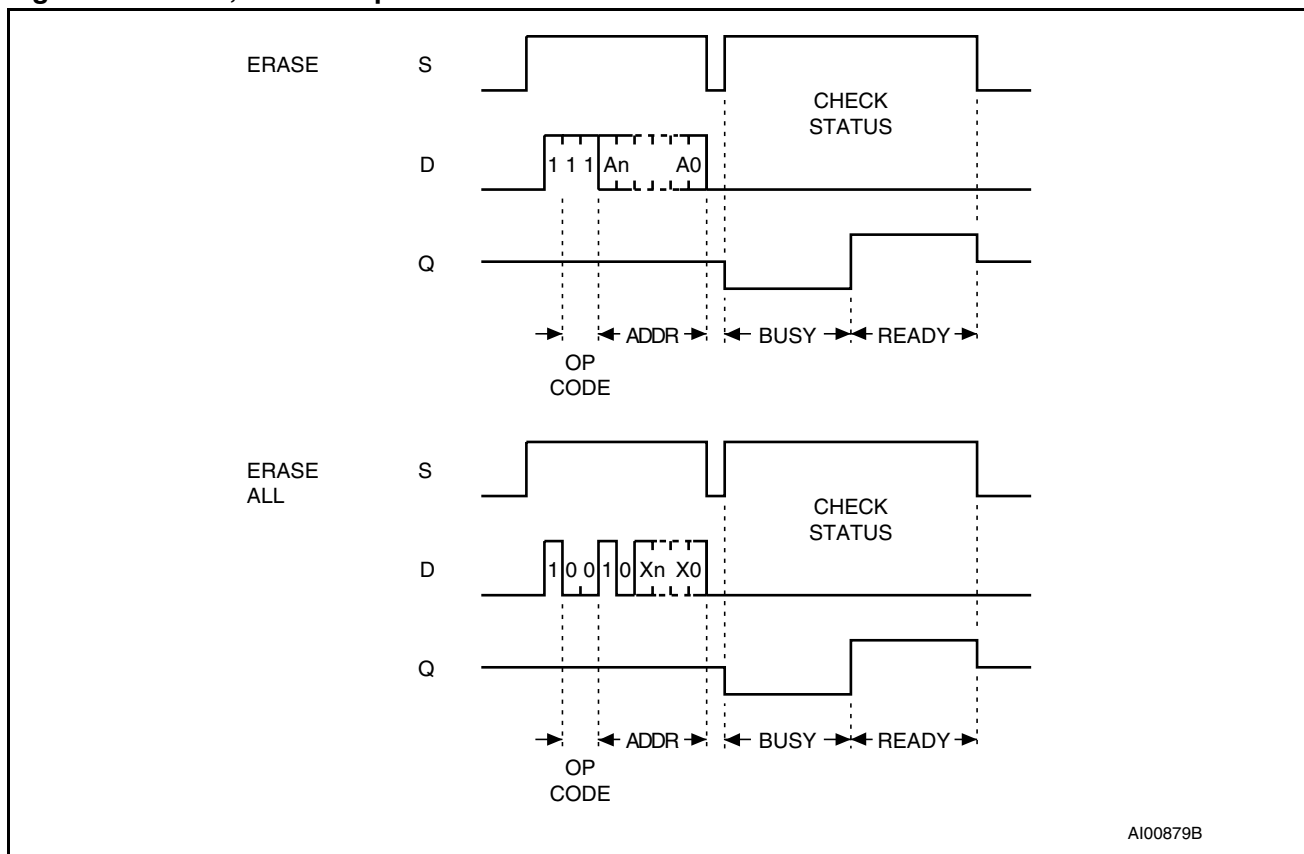 ERASE S
CHECK
STATUS
D 1 1 1 An A0
Q
ADDR BUSY READY
OP
CODE
ERASE
ALL
S
CHECK
STATUS
D 1 0 0 1 0 Xn X0
Q
ADDR BUSY READY
OP
CODE
AI00879B